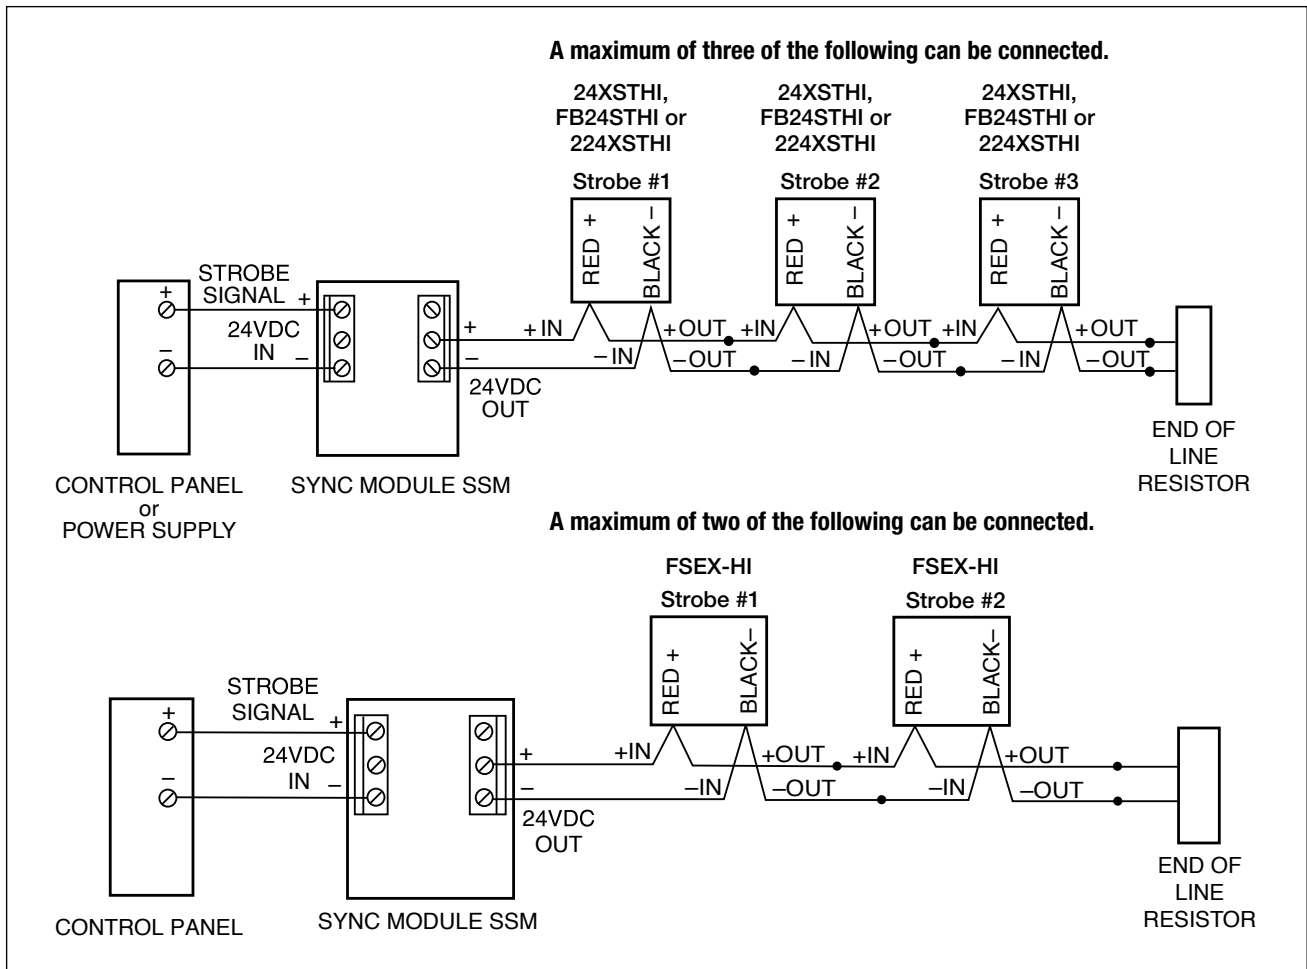 A maximum of three of the following can be connected.
24XSTHI,
FB24STHI or
224XSTHI
24XSTHI,
FB24STHI or
224XSTHI
24XSTHI,
FB24STHI or
224XSTHI
Strobe #1
Strobe #2
Strobe #3
RED +
BLACK –
RED +
BLACK –
RED +
BLACK –
STROBE
SIGNAL
+
+
24VDC
IN
–
–
+
–
24VDC
OUT
+ IN
– IN
+OUT
–OUT
+IN
– IN
+OUT
–OUT
+IN
– IN
+OUT
–OUT
END OF
LINE
RESISTOR
CONTROL PANEL
or
POWER SUPPLY
SYNC MODULE SSM
A maximum of two of the following can be connected.
FSEX-HI
Strobe #1
FSEX-HI
Strobe #2
RED +
BLACK–
RED +
BLACK–
STROBE
SIGNAL
+
+
24VDC
IN
–
–
+
–
24VDC
OUT
+IN
–IN
+OUT
–OUT
+IN
–IN
+OUT
–OUT
END OF
LINE
RESISTOR
CONTROL PANEL
SYNC MODULE SSM